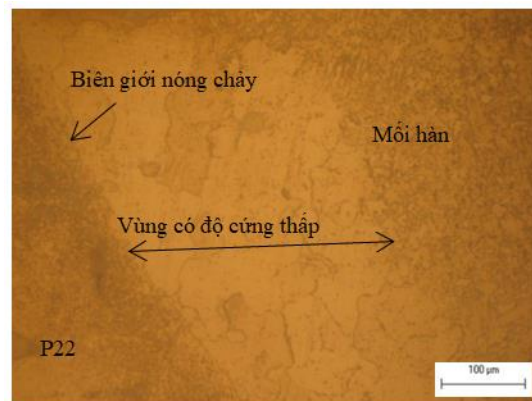 Biên giới nóng chảy
Mối hàn
Vùng có độ cứng thấp
P22
100 µm